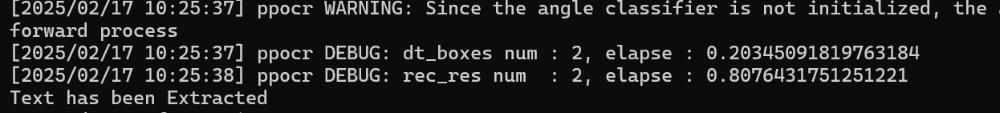 [2025/02/17 10:25:37] ppocr WARNING: Since the angle classifier is not initialized, the
forward process
[2025/02/17 10:25:37] ppocr DEBUG: dt_boxes num : 2, elapse : 0.20345091819763184
[2025/02/17 10:25:38] ppocr DEBUG: rec_res num  : 2, elapse : 0.8076431751251221
Text has been Extracted